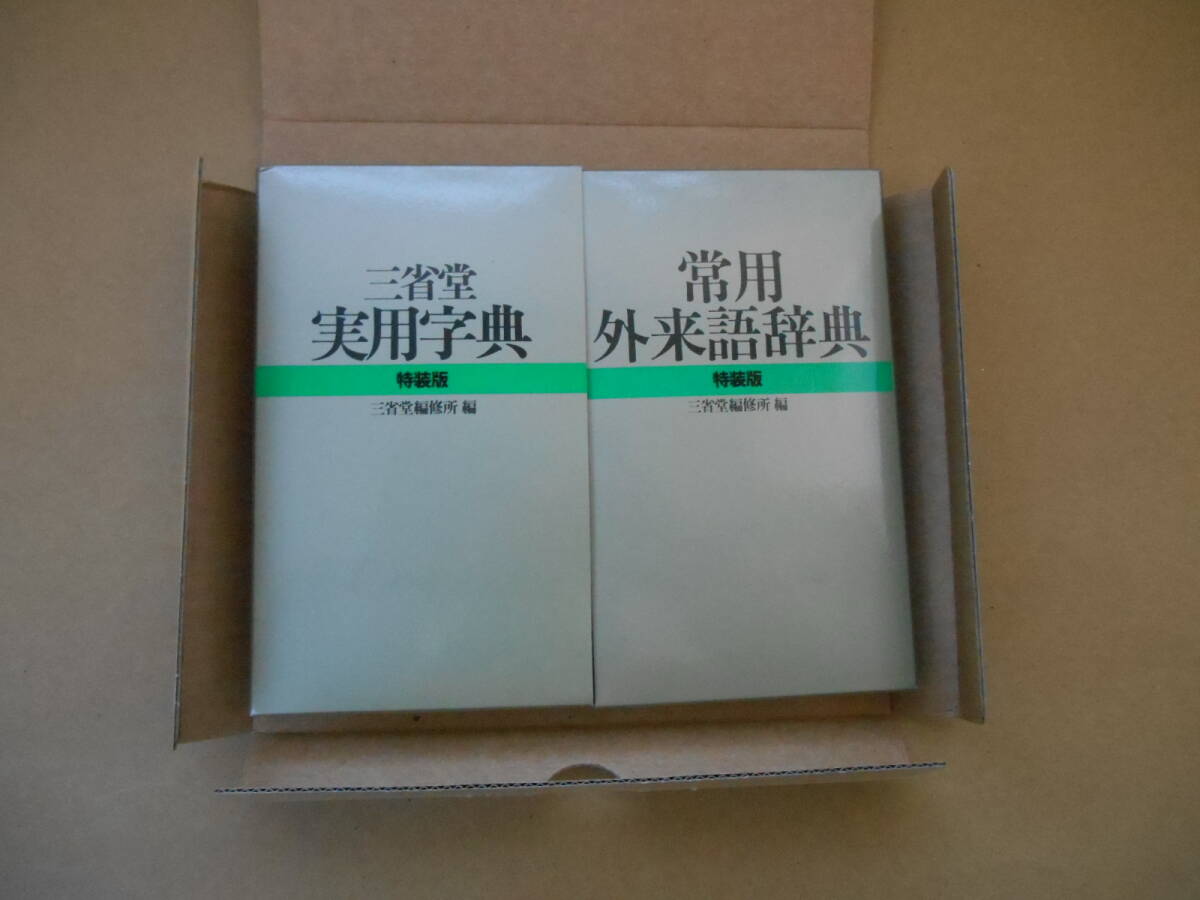 三省堂
実用字典
特装版
三省堂編修所 編
常用
外来語辞典
特装版
三省堂編修所 編